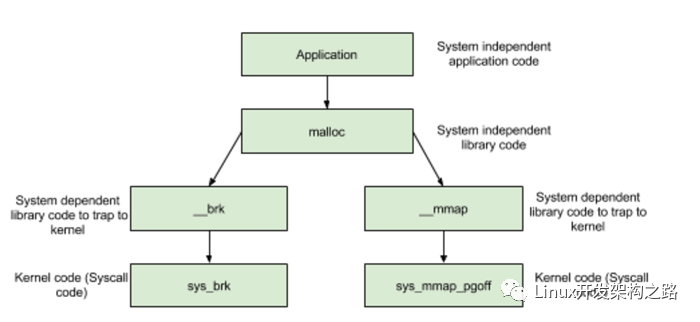 Application
System independent
application code
malloc
System independent
library code
System dependent
library code to trap to
kernel
__brk
__mmap
System dependent
library code to trap to
kernel
Kernel code (Syscall
code)
sys_brk
sys_mmap_pgoff
Kernel code (Syscall
Linux开发架构之路